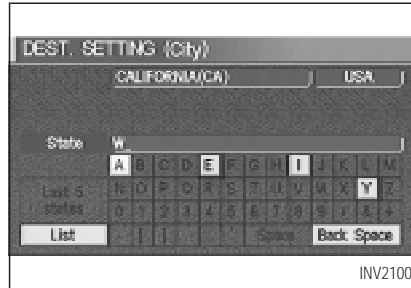 DEST. SETTING (City)
CALIFORNIA(CA) USA
State W_
A B C D E F G H I J K L M
Last 5 states
N O P Q R S T U V W X Y Z
0 1 2 3 4 5 6 7 8 9 / & +
List - [ ] . , ' Space Back Space
INV2100